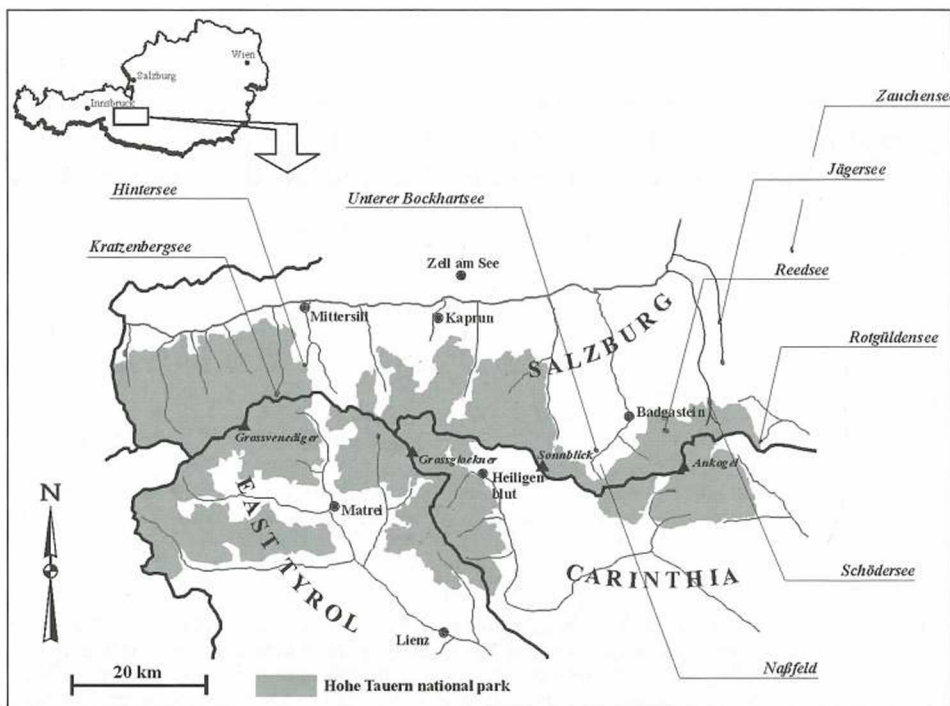 Wien
Salzburg
Innsbruck
Zauchensee
Hintersee
Unterer Bockhartsee
Jägersee
Kratzenbergsee
Zell am See
Reedsee
Mittersill
Kaprun
SALZBURG
Rotgüldensee
Badgastein
Grossvenediger
Grossglockner
Sonnblick
Ankogel
Heiligen
blut
N
EAST TYROL
Matrei
CARINTHIA
Schödersee
Lienz
Naßfeld
20 km
Hohe Tauern national park